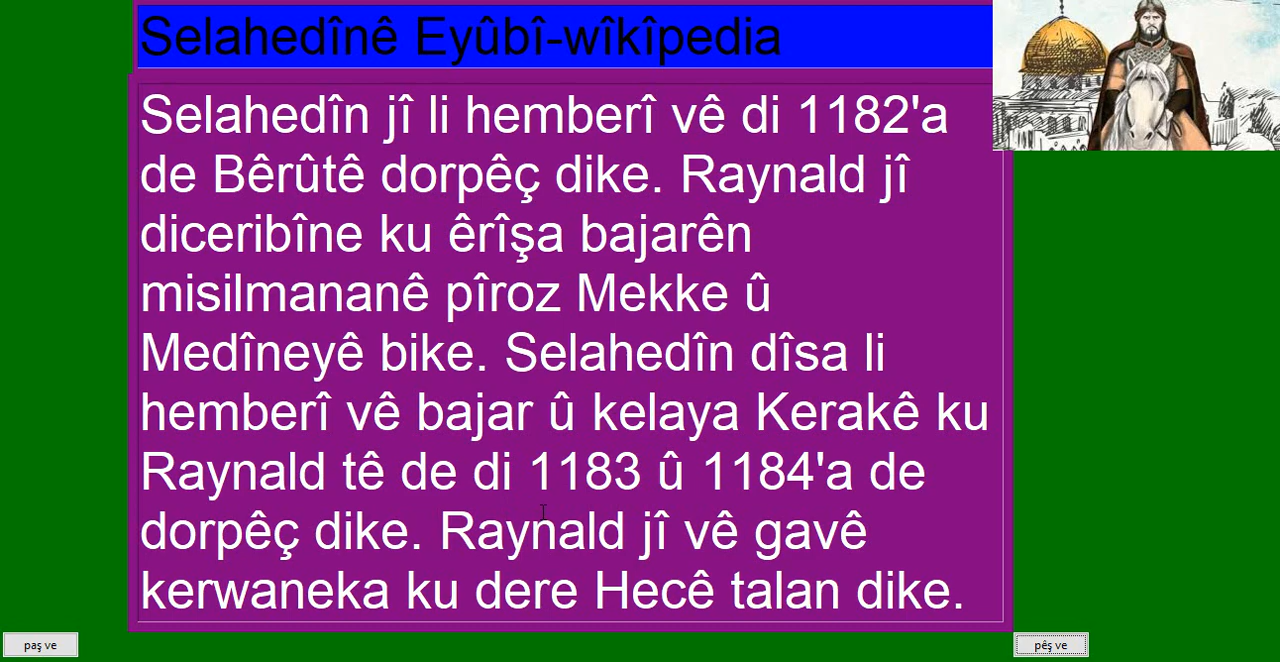 Selahedînê Eyûbî-wîkîpedia
Selahedîn jî li hemberî vê di 1182'a
de Bêrûtê dorpêç dike. Raynald jî
diceribîne ku êrîşa bajarên
misilmananê pîroz Mekke û
Medîneyê bike. Selahedîn dîsa li
hemberî vê bajar û kelaya Kerakê ku
Raynald tê de di 1183 û 1184'a de
dorpêç dike. Raynald jî vê gavê
kerwaneka ku dere Hecê talan dike.
paş ve
pêş ve